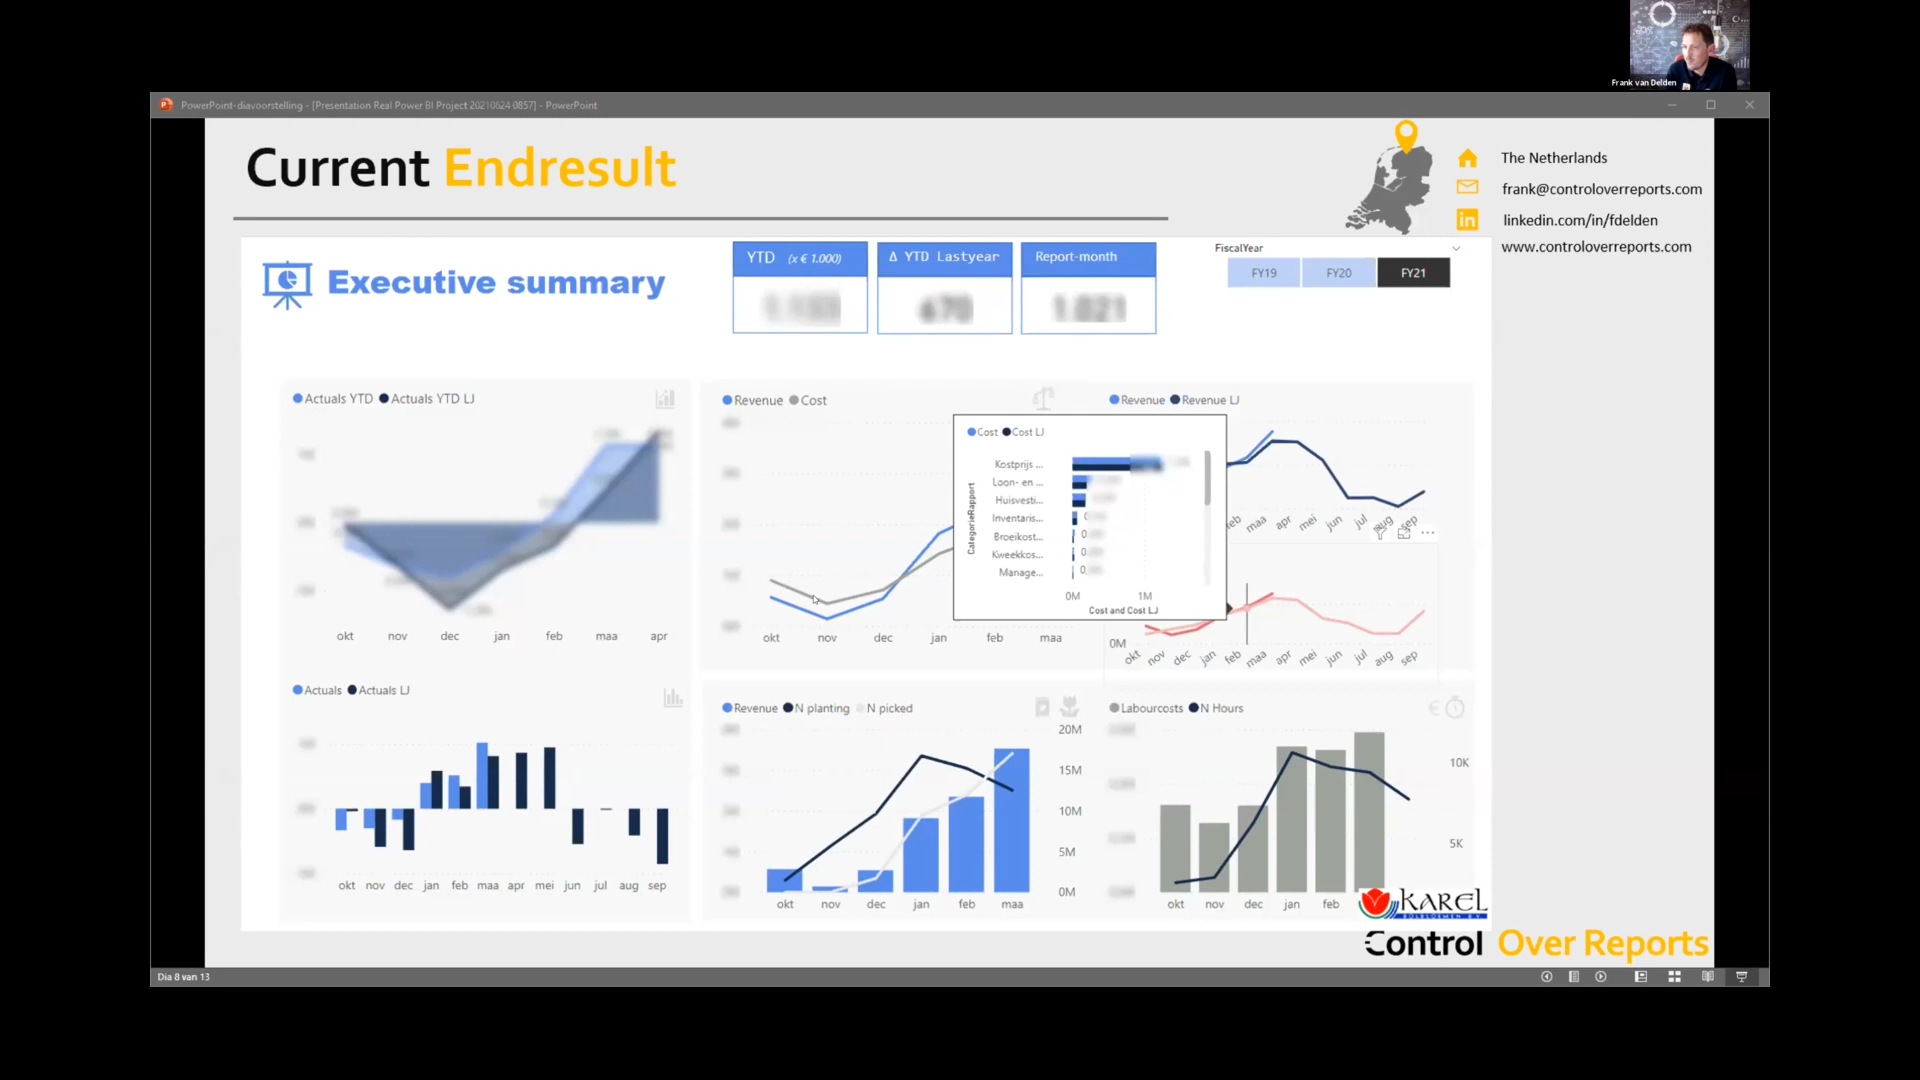 Frank van Delden
PowerPoint-diavoorstelling - [Presentation Real Power BI Project 20210624 0857] - PowerPoint
Current Endresult
The Netherlands
frank@controloverreports.com
linkedin.com/in/fdelden
www.controloverreports.com
Executive summary
YTD (x € 1.000)
Δ YTD Lastyear
670
Report-month
1.021
FiscalYear
FY19 FY20 FY21
Actuals YTD Actuals YTD LJ
okt nov dec jan feb maa apr
Revenue Cost
okt nov dec jan feb maa
Cost Cost LJ
CategorieRapport
Kostprijs ...
Loon- en ...
Huisvesti...
Inventaris...
Broeikost...
Kweekkos...
Manage...
0M 1M
Cost and Cost LJ
Revenue Revenue LJ
feb maa apr mei jun jul aug sep
0M
okt nov dec jan feb maa apr mei jun jul aug sep
Actuals Actuals LJ
okt nov dec jan feb maa apr mei jun jul aug sep
Revenue N planting N picked
20M
15M
10M
5M
0M
okt nov dec jan feb maa
Labourcosts N Hours
10K
5K
okt nov dec jan feb
KAREL
BOLBLOEMEN B.V.
Control Over Reports
Dia 8 van 13